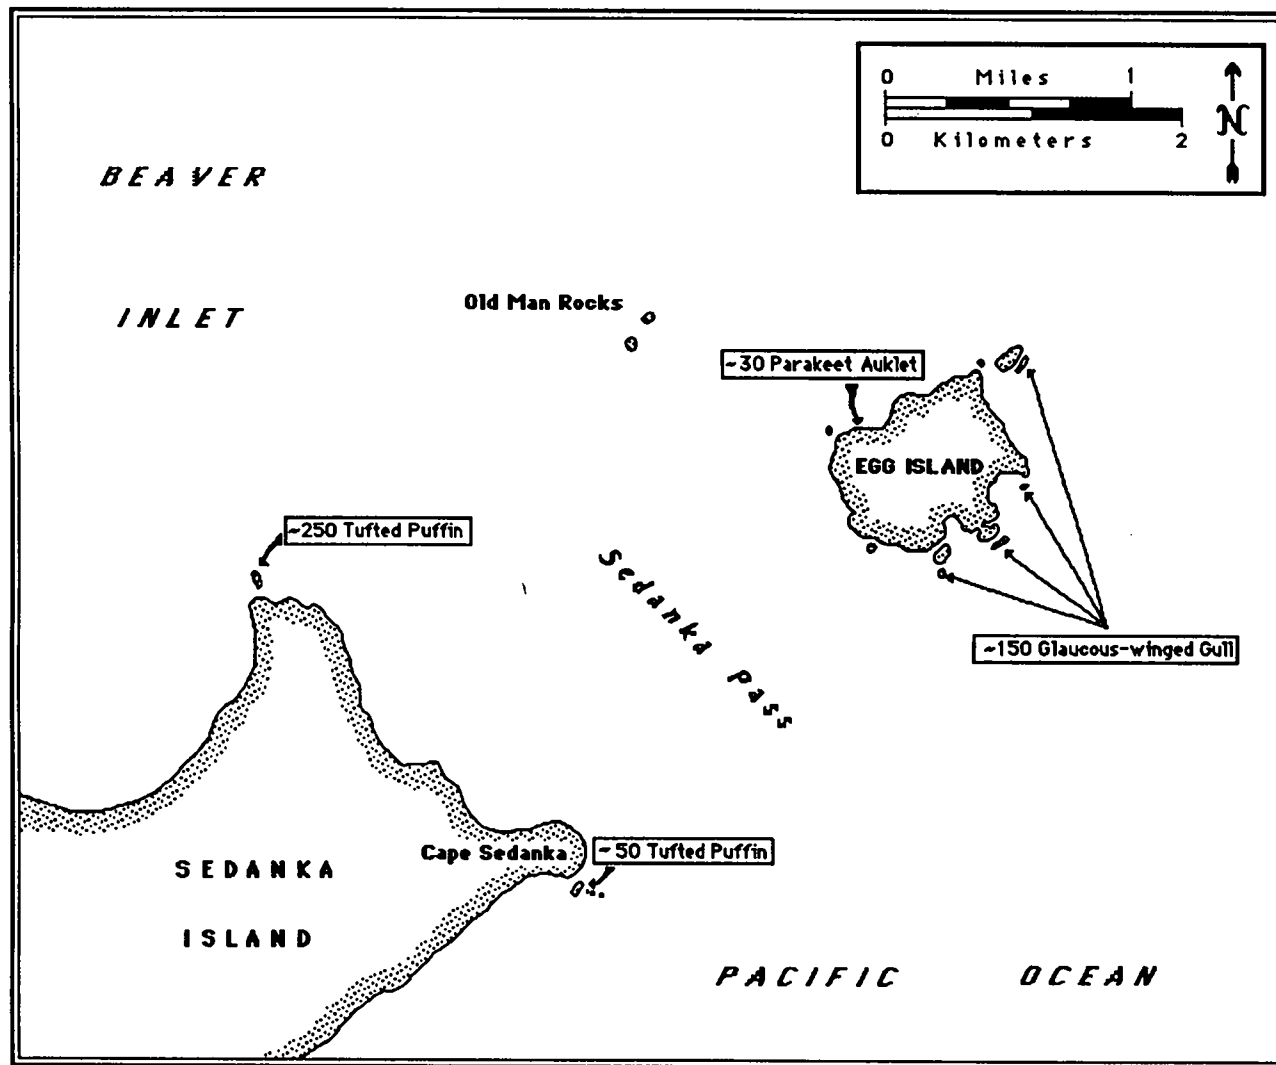 0 Miles 1
N
0 Kilometers 2
BEAVER
INLET
Old Man Rocks
~30 Parakeet Auklet
EGG ISLAND
~250 Tufted Puffin
Sedanka Pass
~150 Glaucous-winged Gull
Cape Sedanka
~50 Tufted Puffin
SEDANKA
ISLAND
PACIFIC OCEAN